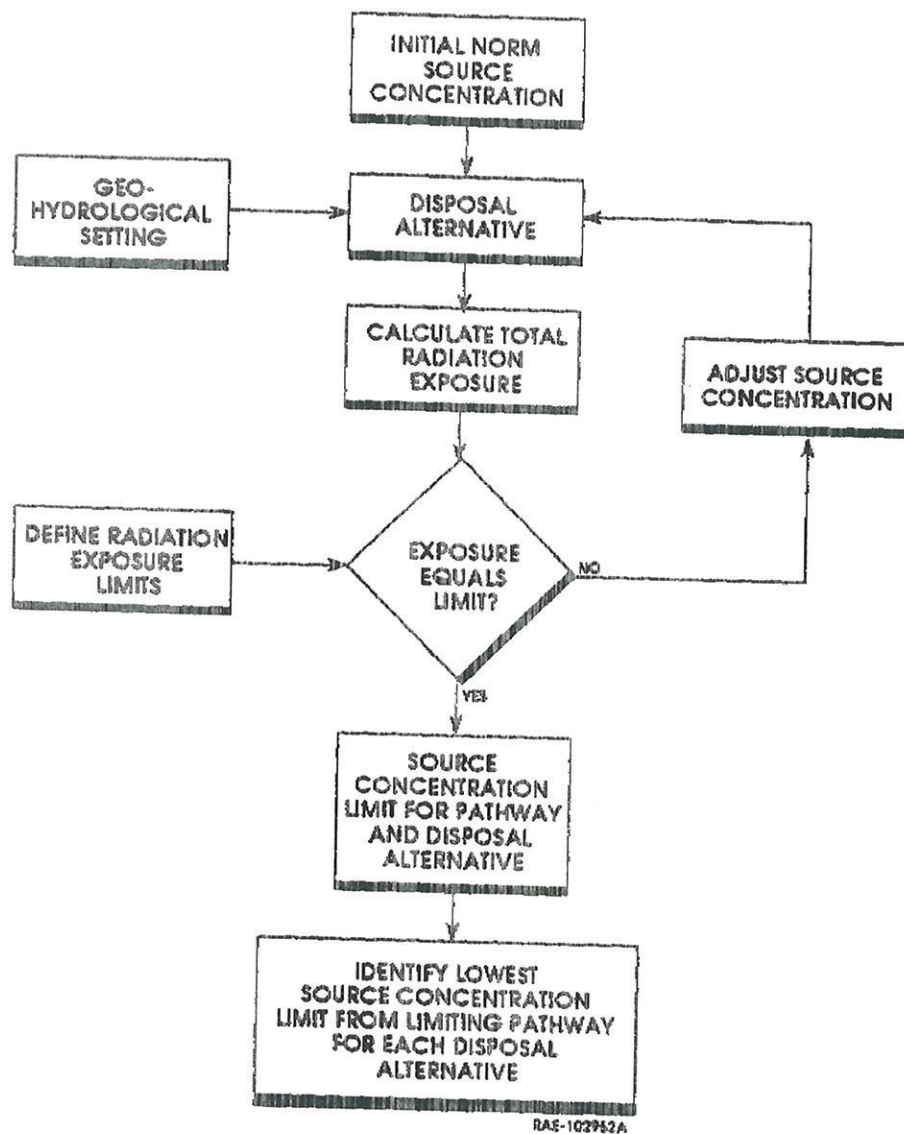 INITIAL NORM
SOURCE
CONCENTRATION
GEO-
HYDROLOGICAL
SETTING
DISPOSAL
ALTERNATIVE
CALCULATE TOTAL
RADIATION
EXPOSURE
ADJUST SOURCE
CONCENTRATION
DEFINE RADIATION
EXPOSURE
LIMITS
EXPOSURE
EQUALS
LIMIT?
NO
YES
SOURCE
CONCENTRATION
LIMIT FOR PATHWAY
AND DISPOSAL
ALTERNATIVE
IDENTIFY LOWEST
SOURCE CONCENTRATION
LIMIT FROM LIMITING PATHWAY
FOR EACH DISPOSAL
ALTERNATIVE
RAE-102952A